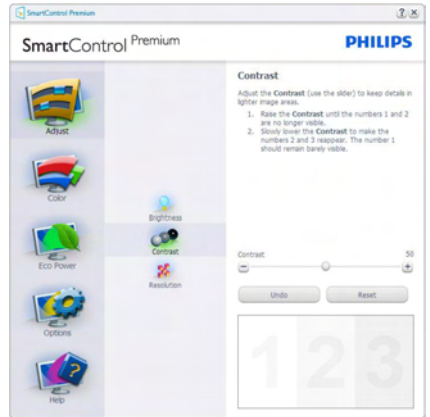 SmartControl Premium
SmartControl Premium
PHILIPS
Adjust
Color
Eco Power
Options
Help
Brightness
Contrast
Resolution
Contrast
Adjust the Contrast (use the slider) to keep details in
lighter image areas.
1. Raise the Contrast until the numbers 1 and 2
are no longer visible.
2. Slowly lower the Contrast to make the
numbers 2 and 3 reappear. The number 1
should remain barely visible.
Contrast 50
Undo Reset
1 2 3